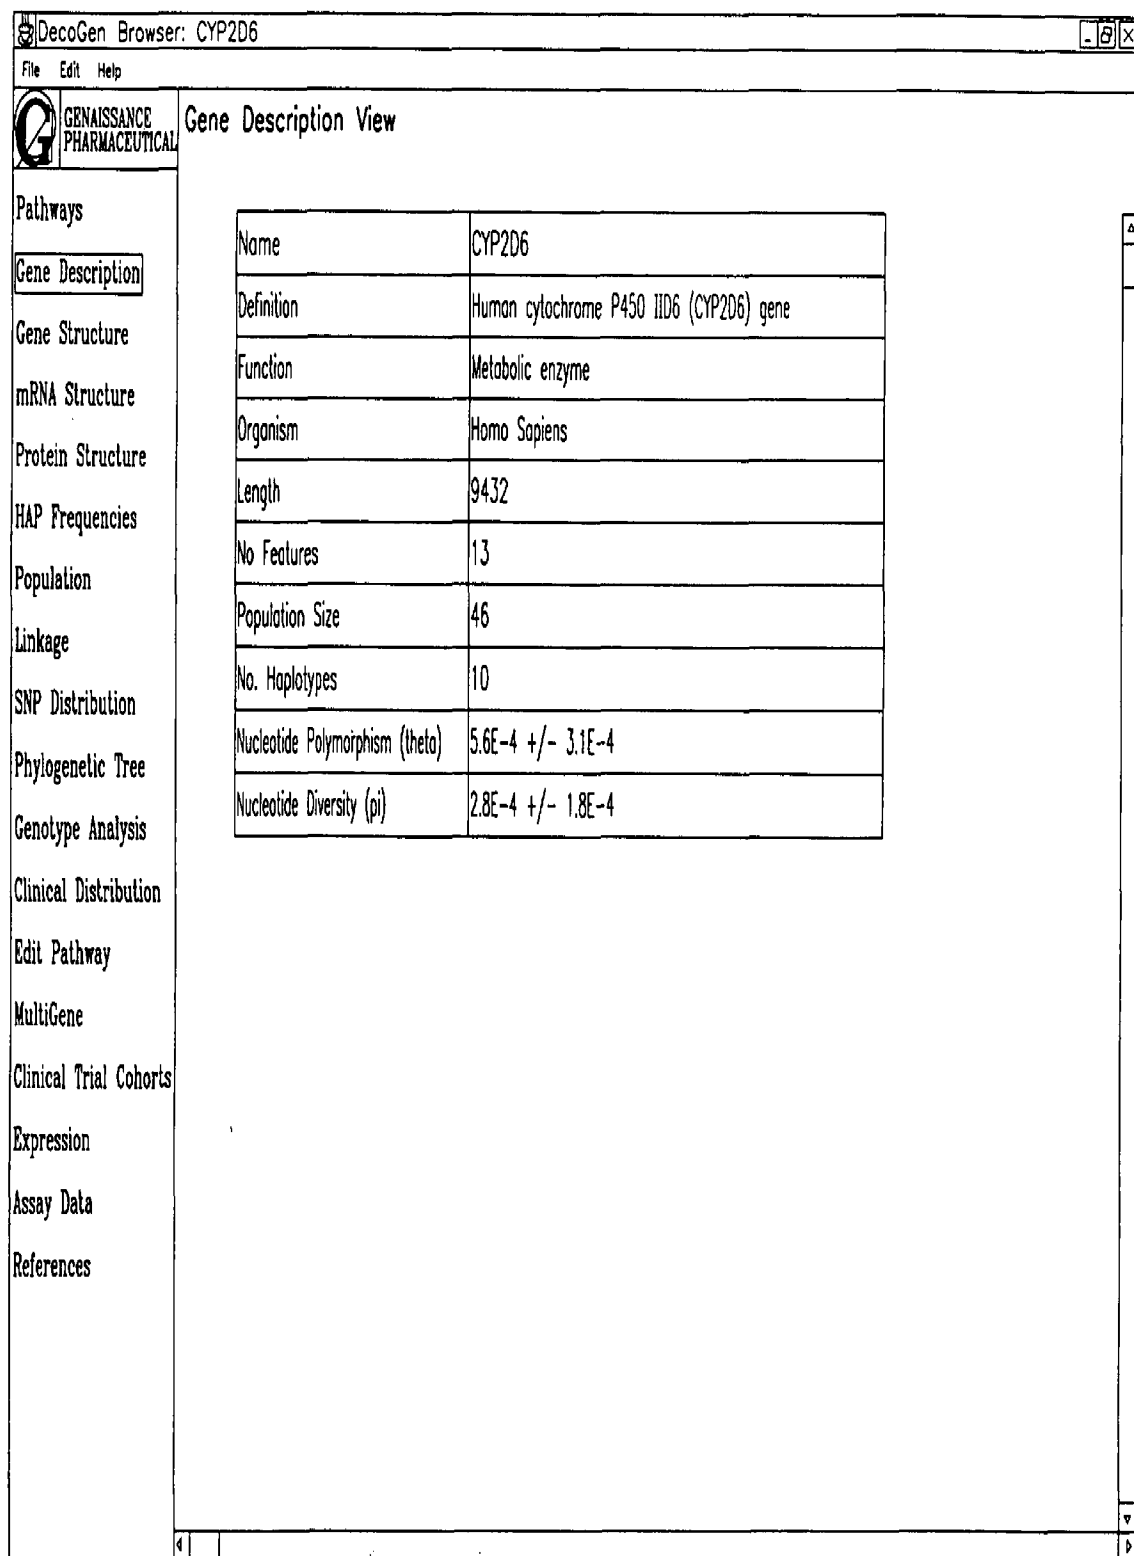 DecoGen Browser: CYP2D6
File Edit Help
GENAISSANCE
PHARMACEUTICAL
Gene Description View
Pathways
Gene Description
Gene Structure
mRNA Structure
Protein Structure
HAP Frequencies
Population
Linkage
SNP Distribution
Phylogenetic Tree
Genotype Analysis
Clinical Distribution
Edit Pathway
MultiGene
Clinical Trial Cohorts
Expression
Assay Data
References
Name CYP2D6
Definition Human cytochrome P450 IID6 (CYP2D6) gene
Function Metabolic enzyme
Organism Homo Sapiens
Length 9432
No Features 13
Population Size 46
No. Haplotypes 10
Nucleotide Polymorphism (theta) 5.6E-4 +/- 3.1E-4
Nucleotide Diversity (pi) 2.8E-4 +/- 1.8E-4